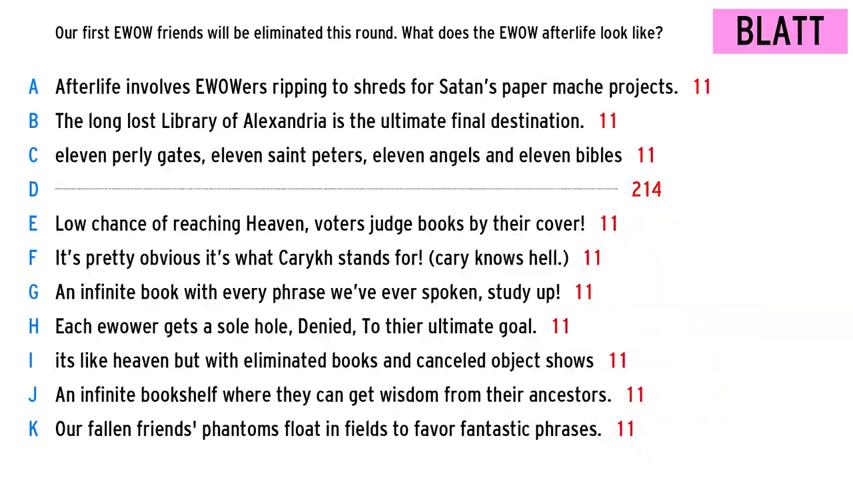 Our first EWOW friends will be eliminated this round. What does the EWOW afterlife look like?
BLATT
A Afterlife involves EWOWers ripping to shreds for Satan's paper mache projects. 11
B The long lost Library of Alexandria is the ultimate final destination. 11
C eleven perly gates, eleven saint peters, eleven angels and eleven bibles 11
D 214
E Low chance of reaching Heaven, voters judge books by their cover! 11
F It's pretty obvious it's what Carykh stands for! (cary knows hell.) 11
G An infinite book with every phrase we've ever spoken, study up! 11
H Each ewower gets a sole hole, Denied, To thier ultimate goal. 11
I its like heaven but with eliminated books and canceled object shows 11
J An infinite bookshelf where they can get wisdom from their ancestors. 11
K Our fallen friends' phantoms float in fields to favor fantastic phrases. 11